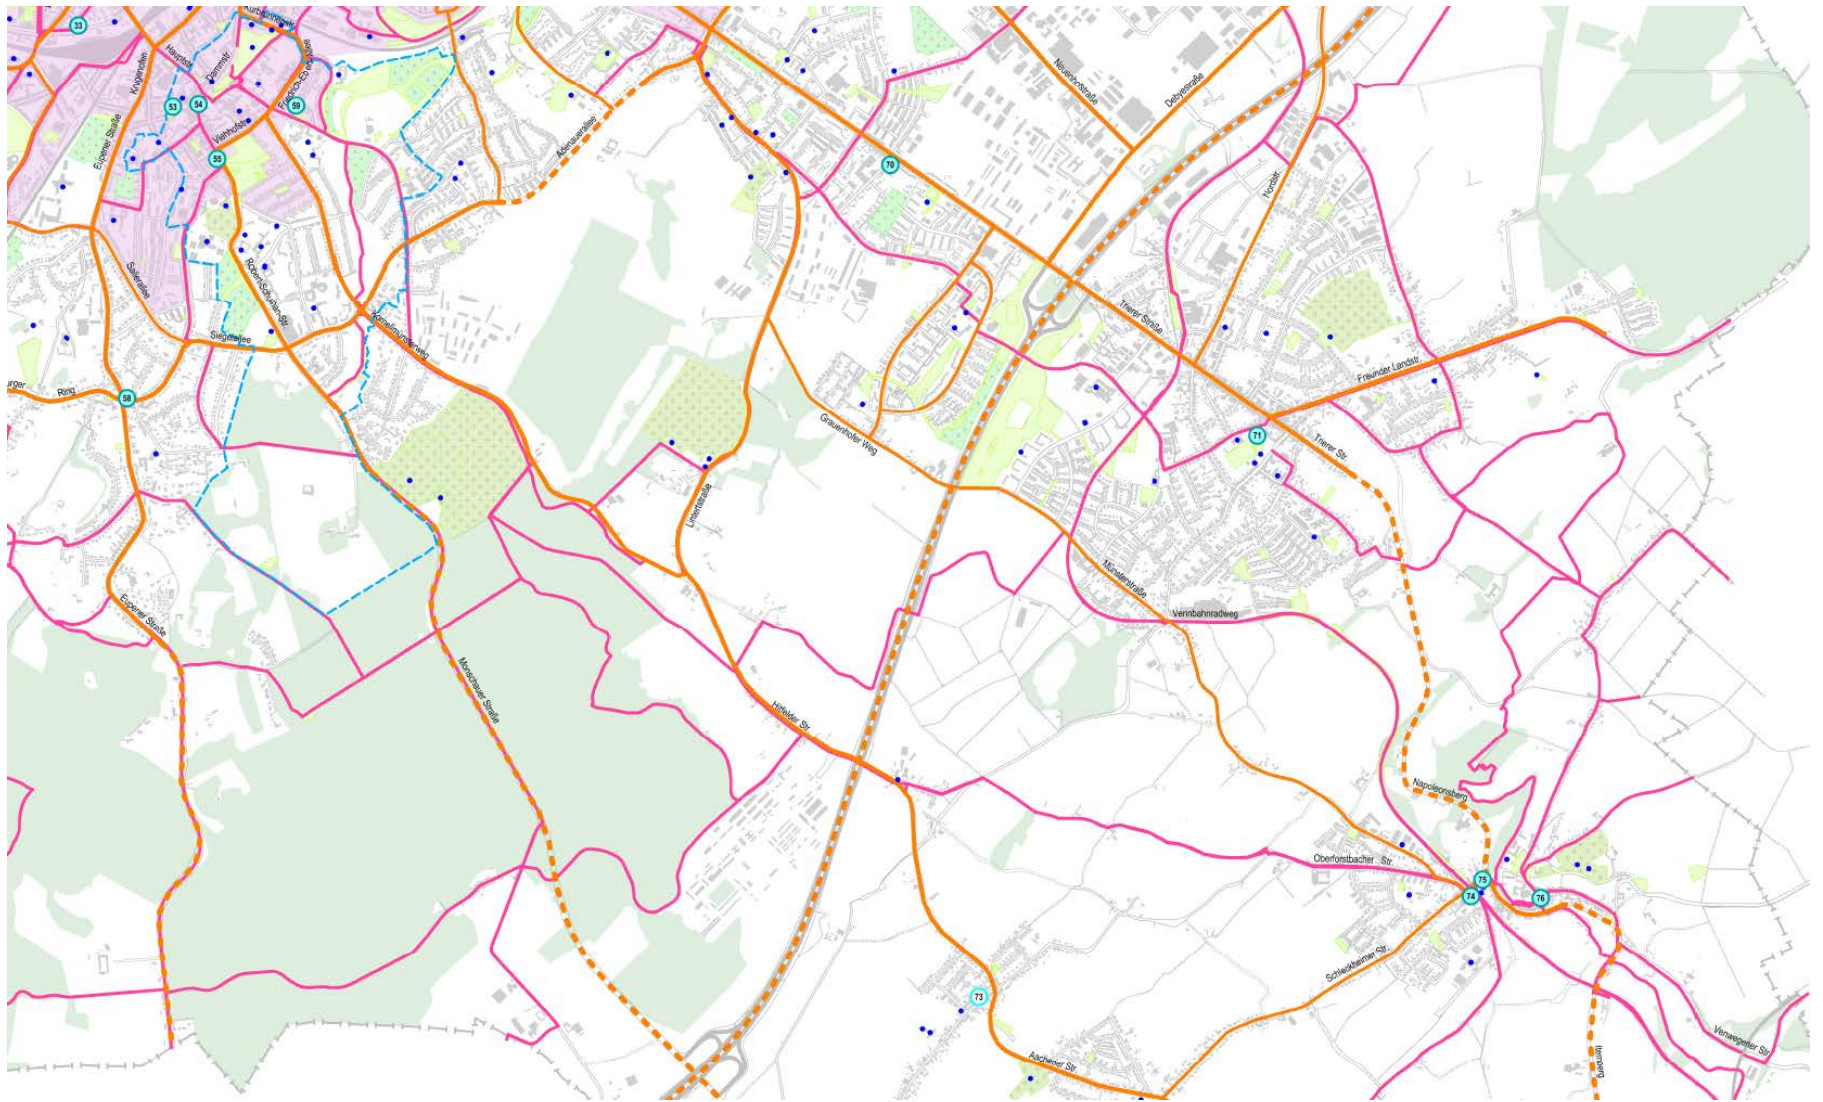 33
Kurbrunnenstr.
Hauptstr.
Dammstr.
Krugenofen
Friedrich-Ebert-Allee
53
54
59
Viehhofstr.
Eupener Straße
55
Adenauerallee
Neuenhofstraße
Debyestraße
70
Nordstr.
Salierallee
Robert-Schuman-Str
Siegelallee
Kornelimünsterweg
Trierer Straße
Freunder Landstr.
Ring
58
Grauenhofer Weg
71
Trierer Str.
Lintertstraße
Münsterstraße
Eupener Straße
Vennbahnradweg
Monschauer Straße
Hitfelder Str.
Napoleonsberg
Oberforstbacher Str.
75
74
76
Schleckheimer Str.
73
Aachener Str.
Venwegener Str.
Iternberg